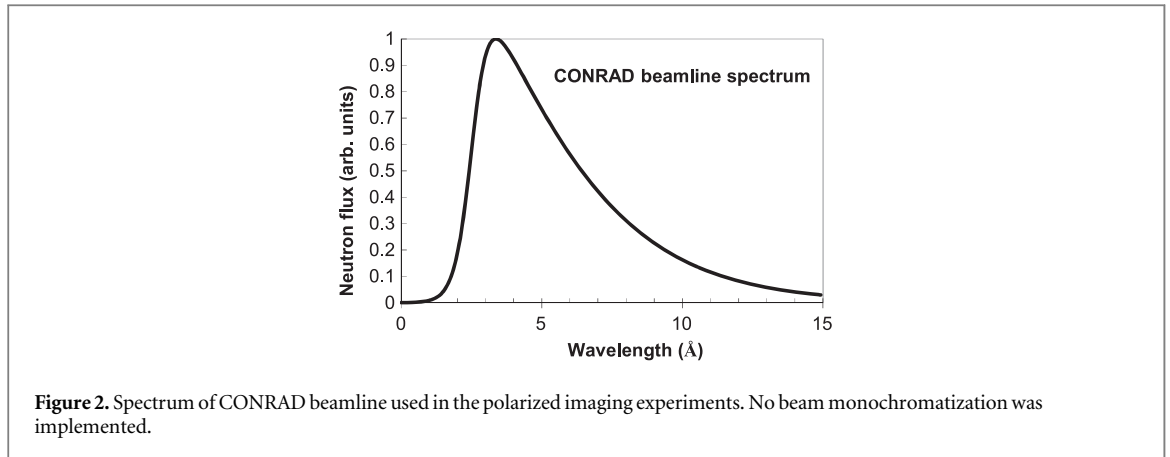 CONRAD beamline spectrum
Neutron flux (arb. units)
1
0.9
0.8
0.7
0.6
0.5
0.4
0.3
0.2
0.1
0
0 5 10 15
Wavelength (Å)
Figure 2. Spectrum of CONRAD beamline used in the polarized imaging experiments. No beam monochromatization was
implemented.